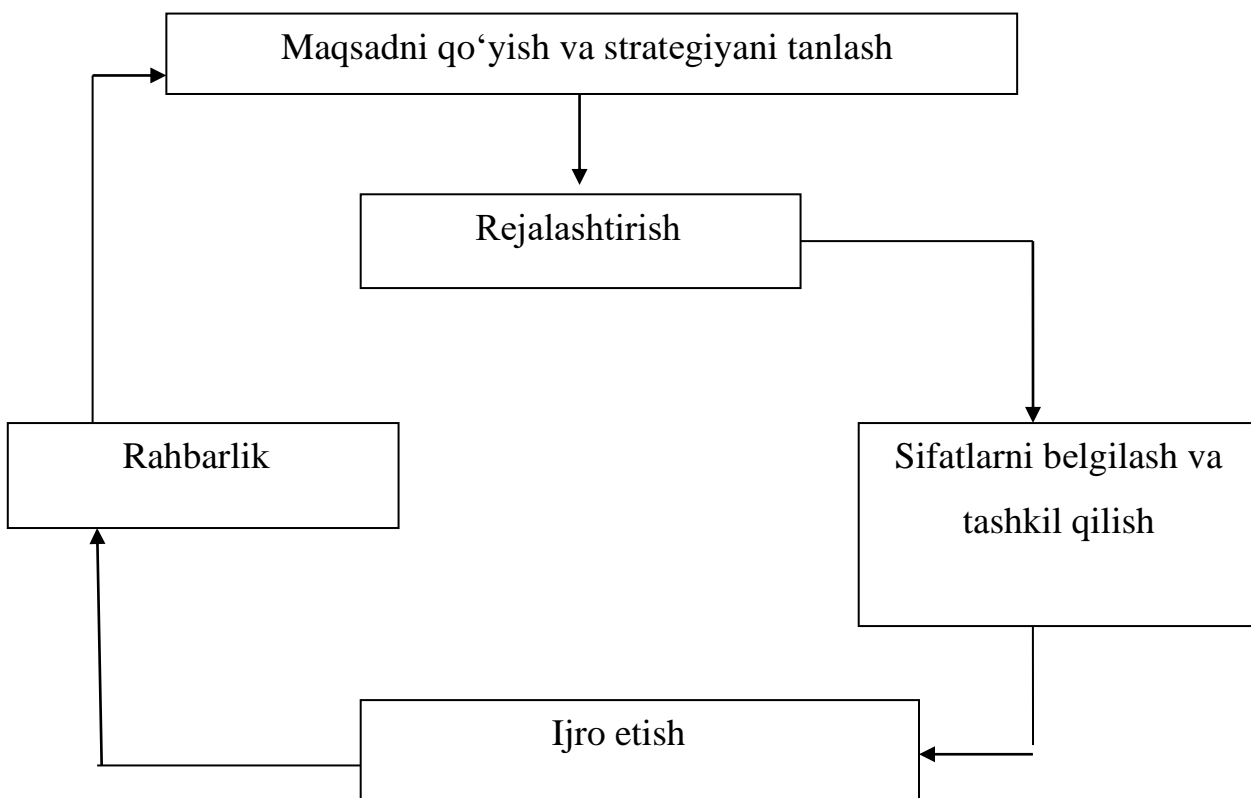 Maqsadni qo‘yish va strategiyani tanlash
Rejalashtirish
Rahbarlik
Sifatlarni belgilash va
tashkil qilish
Ijro etish